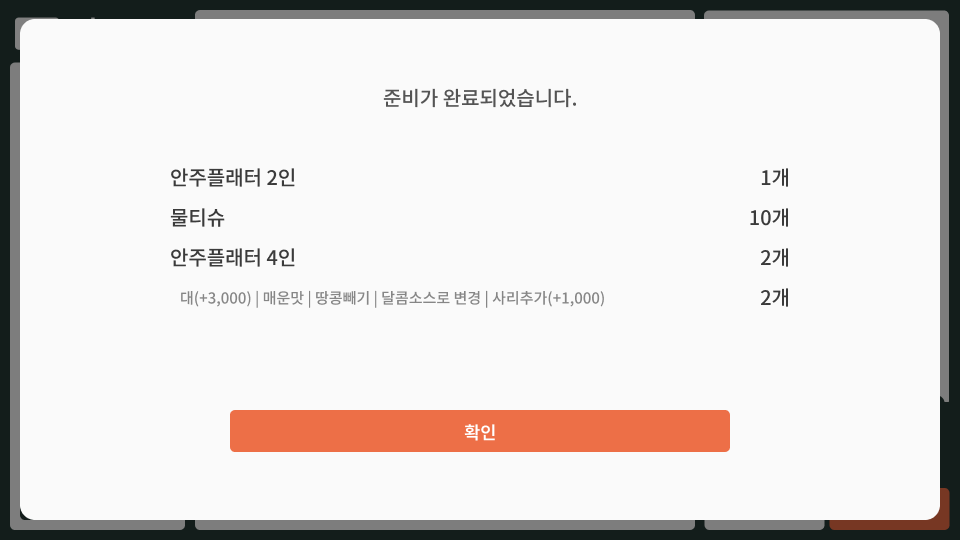 준비가 완료되었습니다.
안주플래터 2인 1개
물티슈 10개
안주플래터 4인 2개
대(+3,000) | 매운맛 | 땅콩빼기 | 달콤소스로 변경 | 사리추가(+1,000) 2개
확인